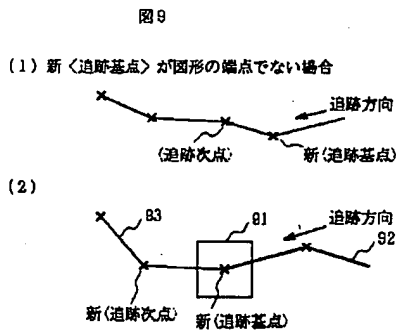 図9
(1)新〈追跡基点〉が図形の端点でない場合
追跡方向
〈追跡次点〉
新〈追跡基点〉
(2)
93
91
追跡方向
92
新〈追跡次点〉
新〈追跡基点〉